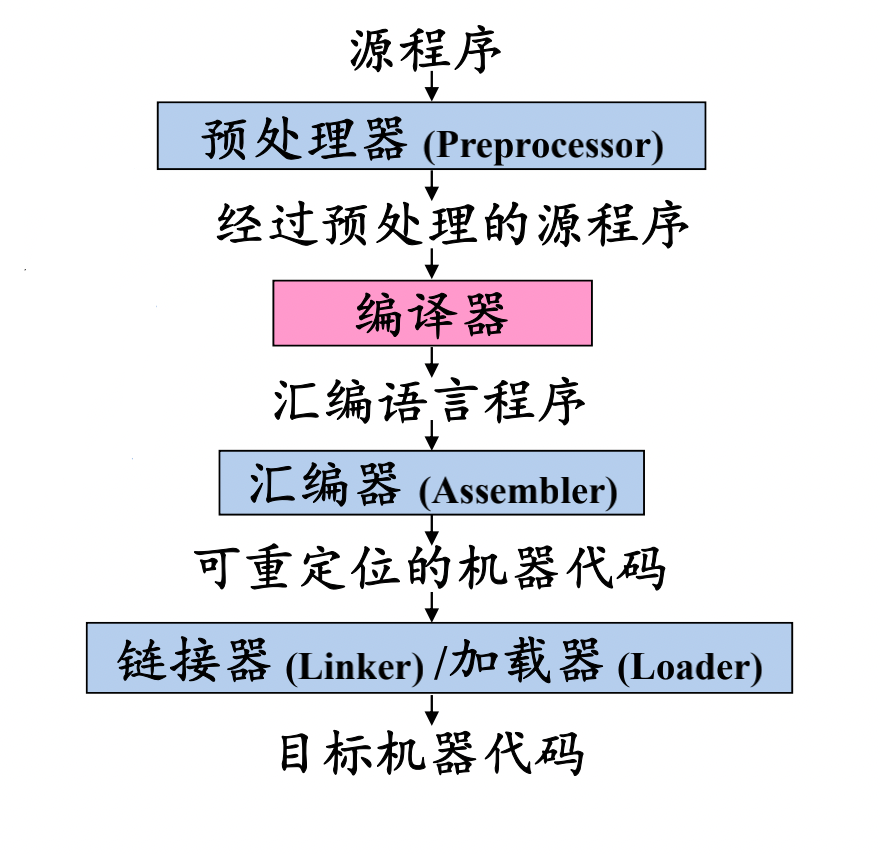 源程序
预处理器 (Preprocessor)
经过预处理的源程序
编译器
汇编语言程序
汇编器 (Assembler)
可重定位的机器代码
链接器 (Linker) /加载器 (Loader)
目标机器代码